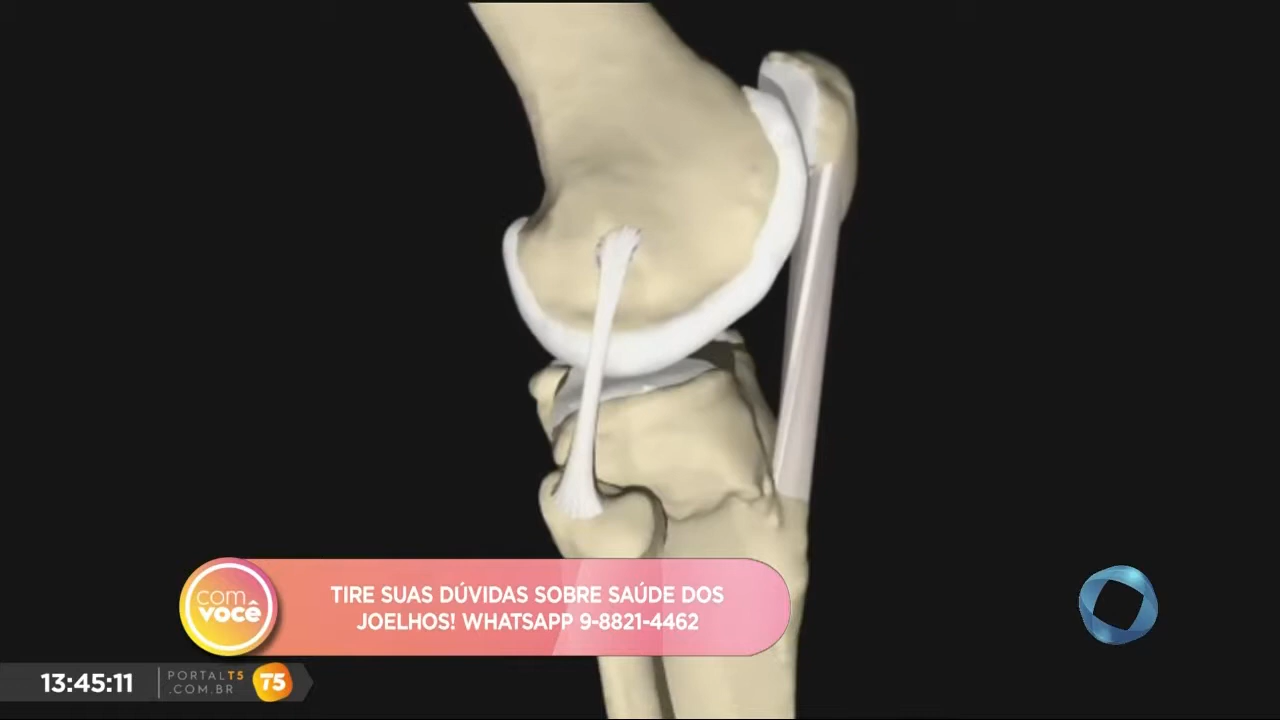 com
você
TIRE SUAS DÚVIDAS SOBRE SAÚDE DOS
JOELHOS! WHATSAPP 9-8821-4462
13:45:11
PORTAL T5
.COM.BR
T5